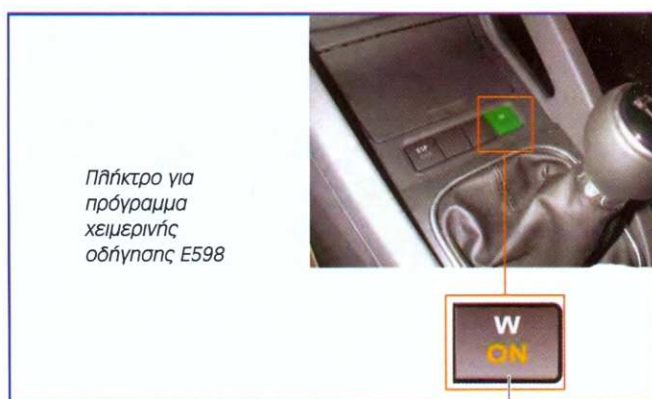 Πλήκτρο για
πρόγραμμα
χειμερινής
οδήγησης E598
W
ON